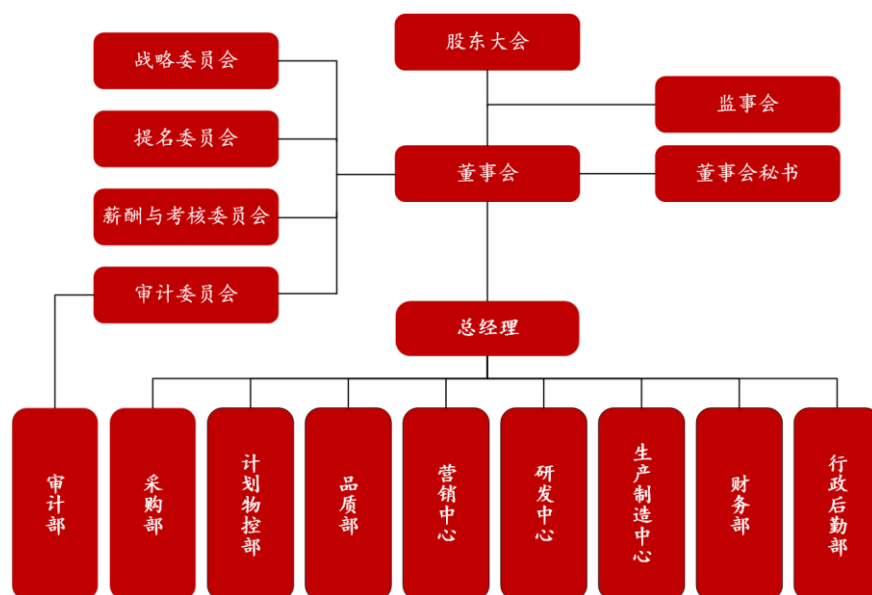 股东大会
战略委员会
监事会
提名委员会
董事会
董事会秘书
薪酬与考核委员会
审计委员会
总经理
审计部
采购部
计划物控部
品质部
营销中心
研发中心
生产制造中心
财务部
行政后勤部